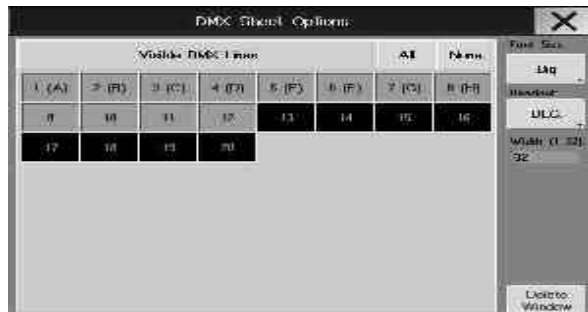 DMX Sheet Options
Visible DMX Lines All None
Font Size
Big
1 (A) 2 (B) 3 (C) 4 (D) 5 (E) 6 (F) 7 (G) 8 (H)
Readout
9 10 11 12 13 14 15 16
DEC.
17 18 19 20
Width (1..32)
32
Delete
Window